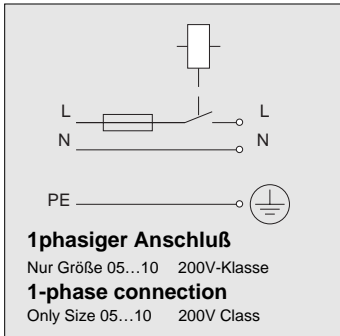 L L
N N
PE
1phasiger Anschluß
Nur Größe 05...10 200V-Klasse
1-phase connection
Only Size 05...10 200V Class